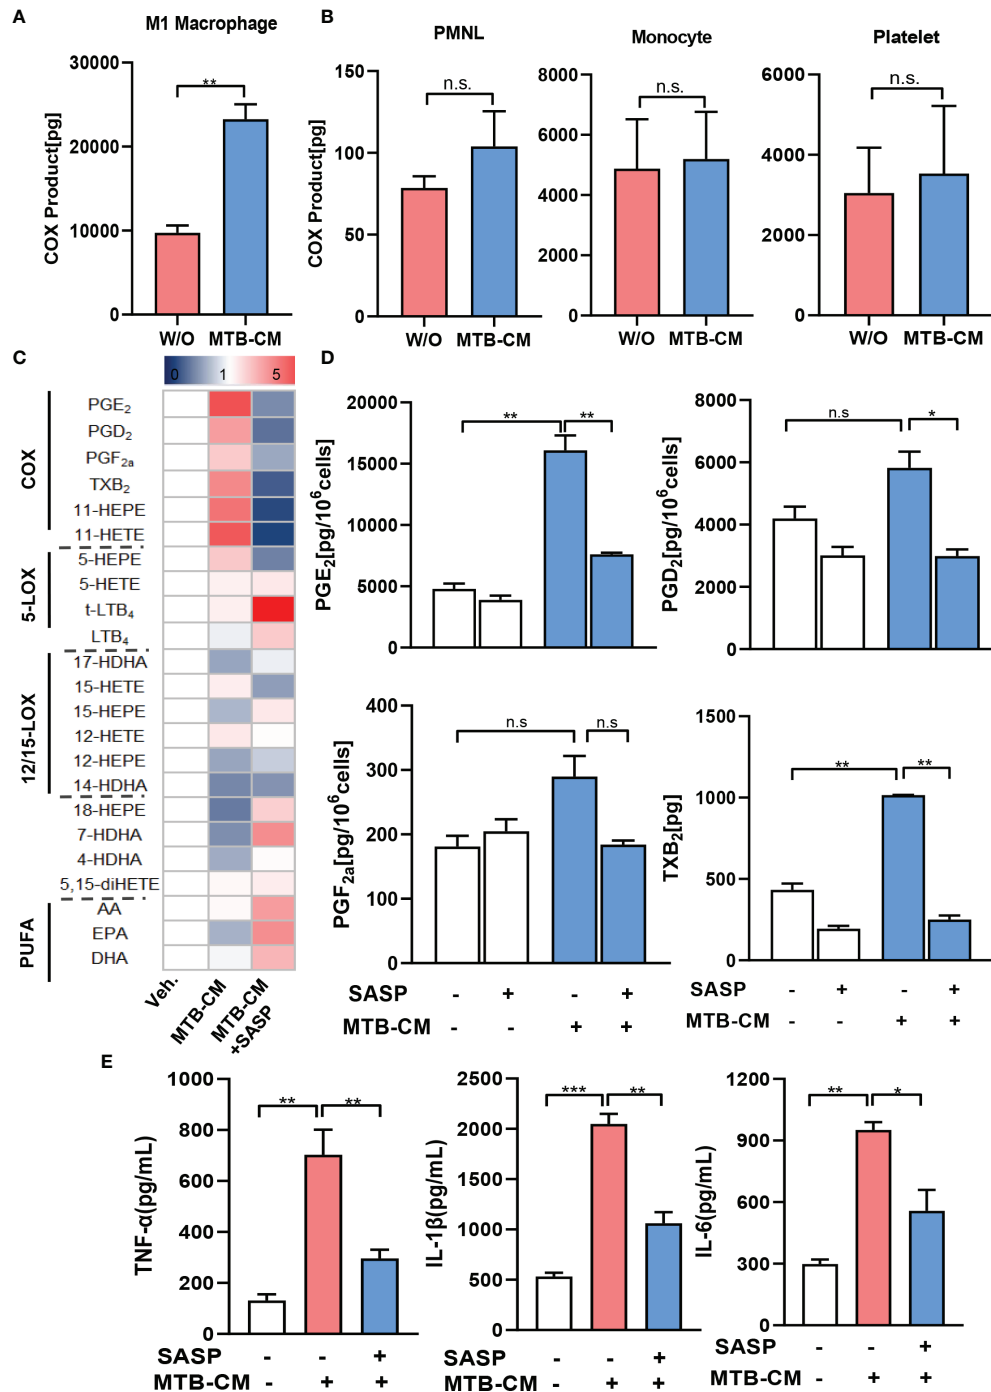 A
M1 Macrophage
COX Product[pg]
30000
20000
10000
0
**
W/O MTB-CM
B
PMNL
COX Product[pg]
150
100
50
0
n.s.
W/O MTB-CM
Monocyte
8000
6000
4000
2000
0
n.s.
W/O MTB-CM
Platelet
6000
4000
2000
0
n.s.
W/O MTB-CM
C
0 1 5
COX
PGE2
PGD2
PGF2a
TXB2
11-HEPE
11-HETE
5-LOX
5-HEPE
5-HETE
t-LTB4
LTB4
12/15-LOX
17-HDHA
15-HETE
15-HEPE
12-HETE
12-HEPE
14-HDHA
18-HEPE
7-HDHA
4-HDHA
5,15-diHETE
PUFA
AA
EPA
DHA
Veh.
MTB-CM
MTB-CM
+SASP
D
PGE2[pg/10^6cells]
20000
15000
10000
5000
0
** **
PGD2[pg/10^6cells]
8000
6000
4000
2000
0
n.s *
PGF2a[pg/10^6cells]
400
300
200
100
0
n.s n.s
SASP - + - +
MTB-CM - - + +
TXB2[pg]
1500
1000
500
0
** **
SASP - + - +
MTB-CM - - + +
E
TNF-α(pg/mL)
1000
800
600
400
200
0
** **
SASP - - +
MTB-CM - + +
IL-1β(pg/mL)
2500
2000
1500
1000
500
0
*** **
SASP - - +
MTB-CM - + +
IL-6(pg/mL)
1200
900
600
300
0
** *
SASP - - +
MTB-CM - + +